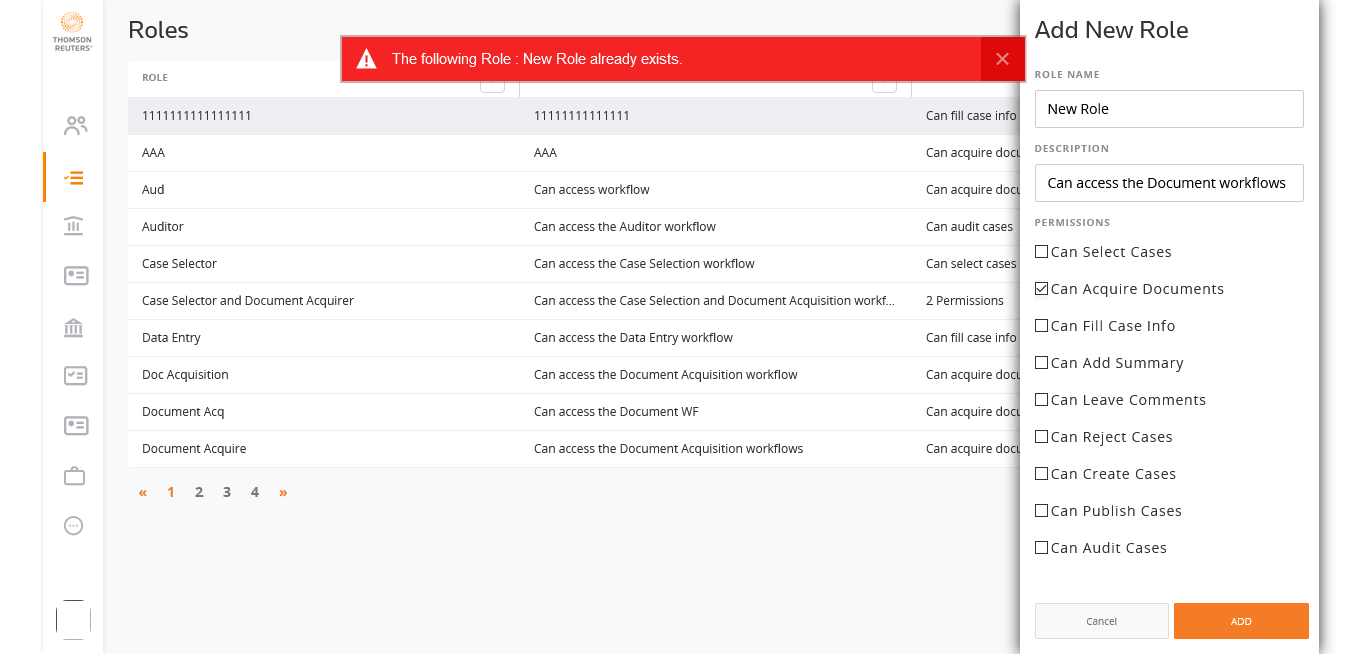 THOMSON
REUTERS
Roles
The following Role : New Role already exists.
ROLE
1111111111111111 11111111111111 Can fill case info
AAA AAA Can acquire docu
Aud Can access workflow Can acquire docu
Auditor Can access the Auditor workflow Can audit cases
Case Selector Can access the Case Selection workflow Can select cases
Case Selector and Document Acquirer Can access the Case Selection and Document Acquisition workf... 2 Permissions
Data Entry Can access the Data Entry workflow Can fill case info
Doc Acquisition Can access the Document Acquisition workflow Can acquire docu
Document Acq Can access the Document WF Can acquire docu
Document Acquire Can access the Document Acquisition workflows Can acquire docu
« 1 2 3 4 »
Add New Role
ROLE NAME
New Role
DESCRIPTION
Can access the Document workflows
PERMISSIONS
Can Select Cases
Can Acquire Documents
Can Fill Case Info
Can Add Summary
Can Leave Comments
Can Reject Cases
Can Create Cases
Can Publish Cases
Can Audit Cases
Cancel ADD